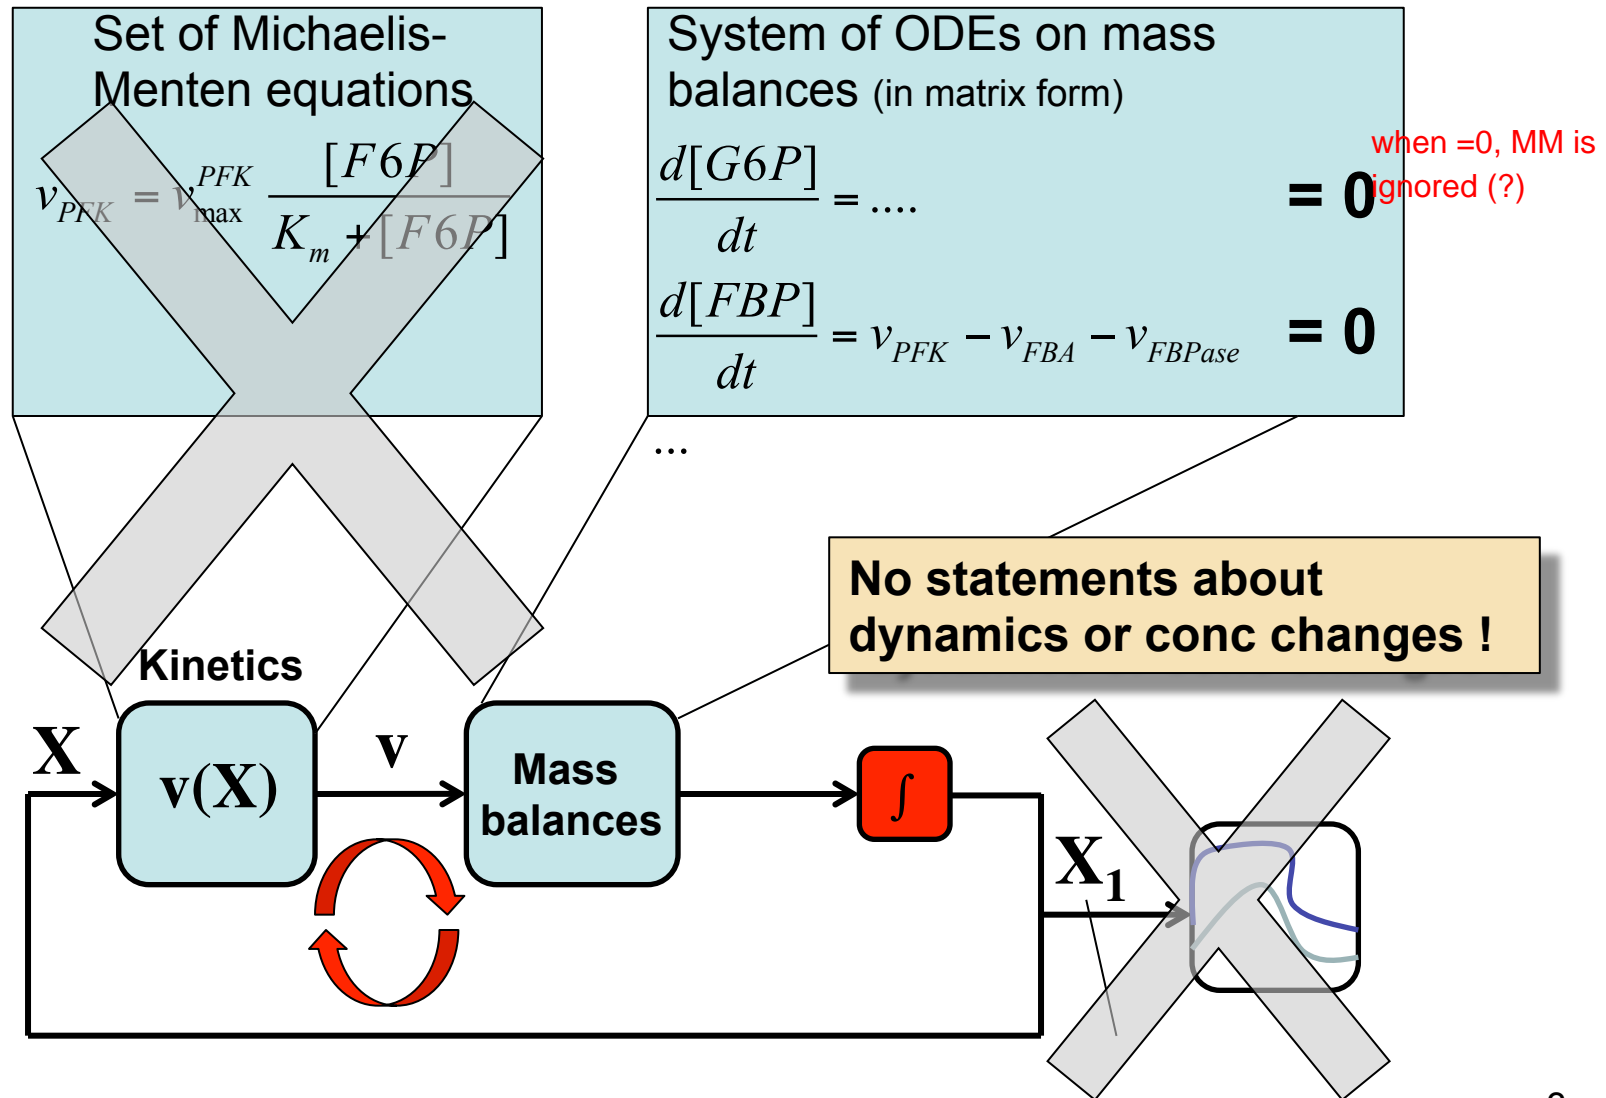 Set of Michaelis-
Menten equations
v_PFK = v_max^PFK [F6P] / (K_m + [F6P])
System of ODEs on mass
balances (in matrix form)
d[G6P]/dt = .... = 0
d[FBP]/dt = v_PFK − v_FBA − v_FBPase = 0
...
when =0, MM is
ignored (?)
No statements about
dynamics or conc changes !
Kinetics
X
v(X)
v
Mass
balances
∫
X₁